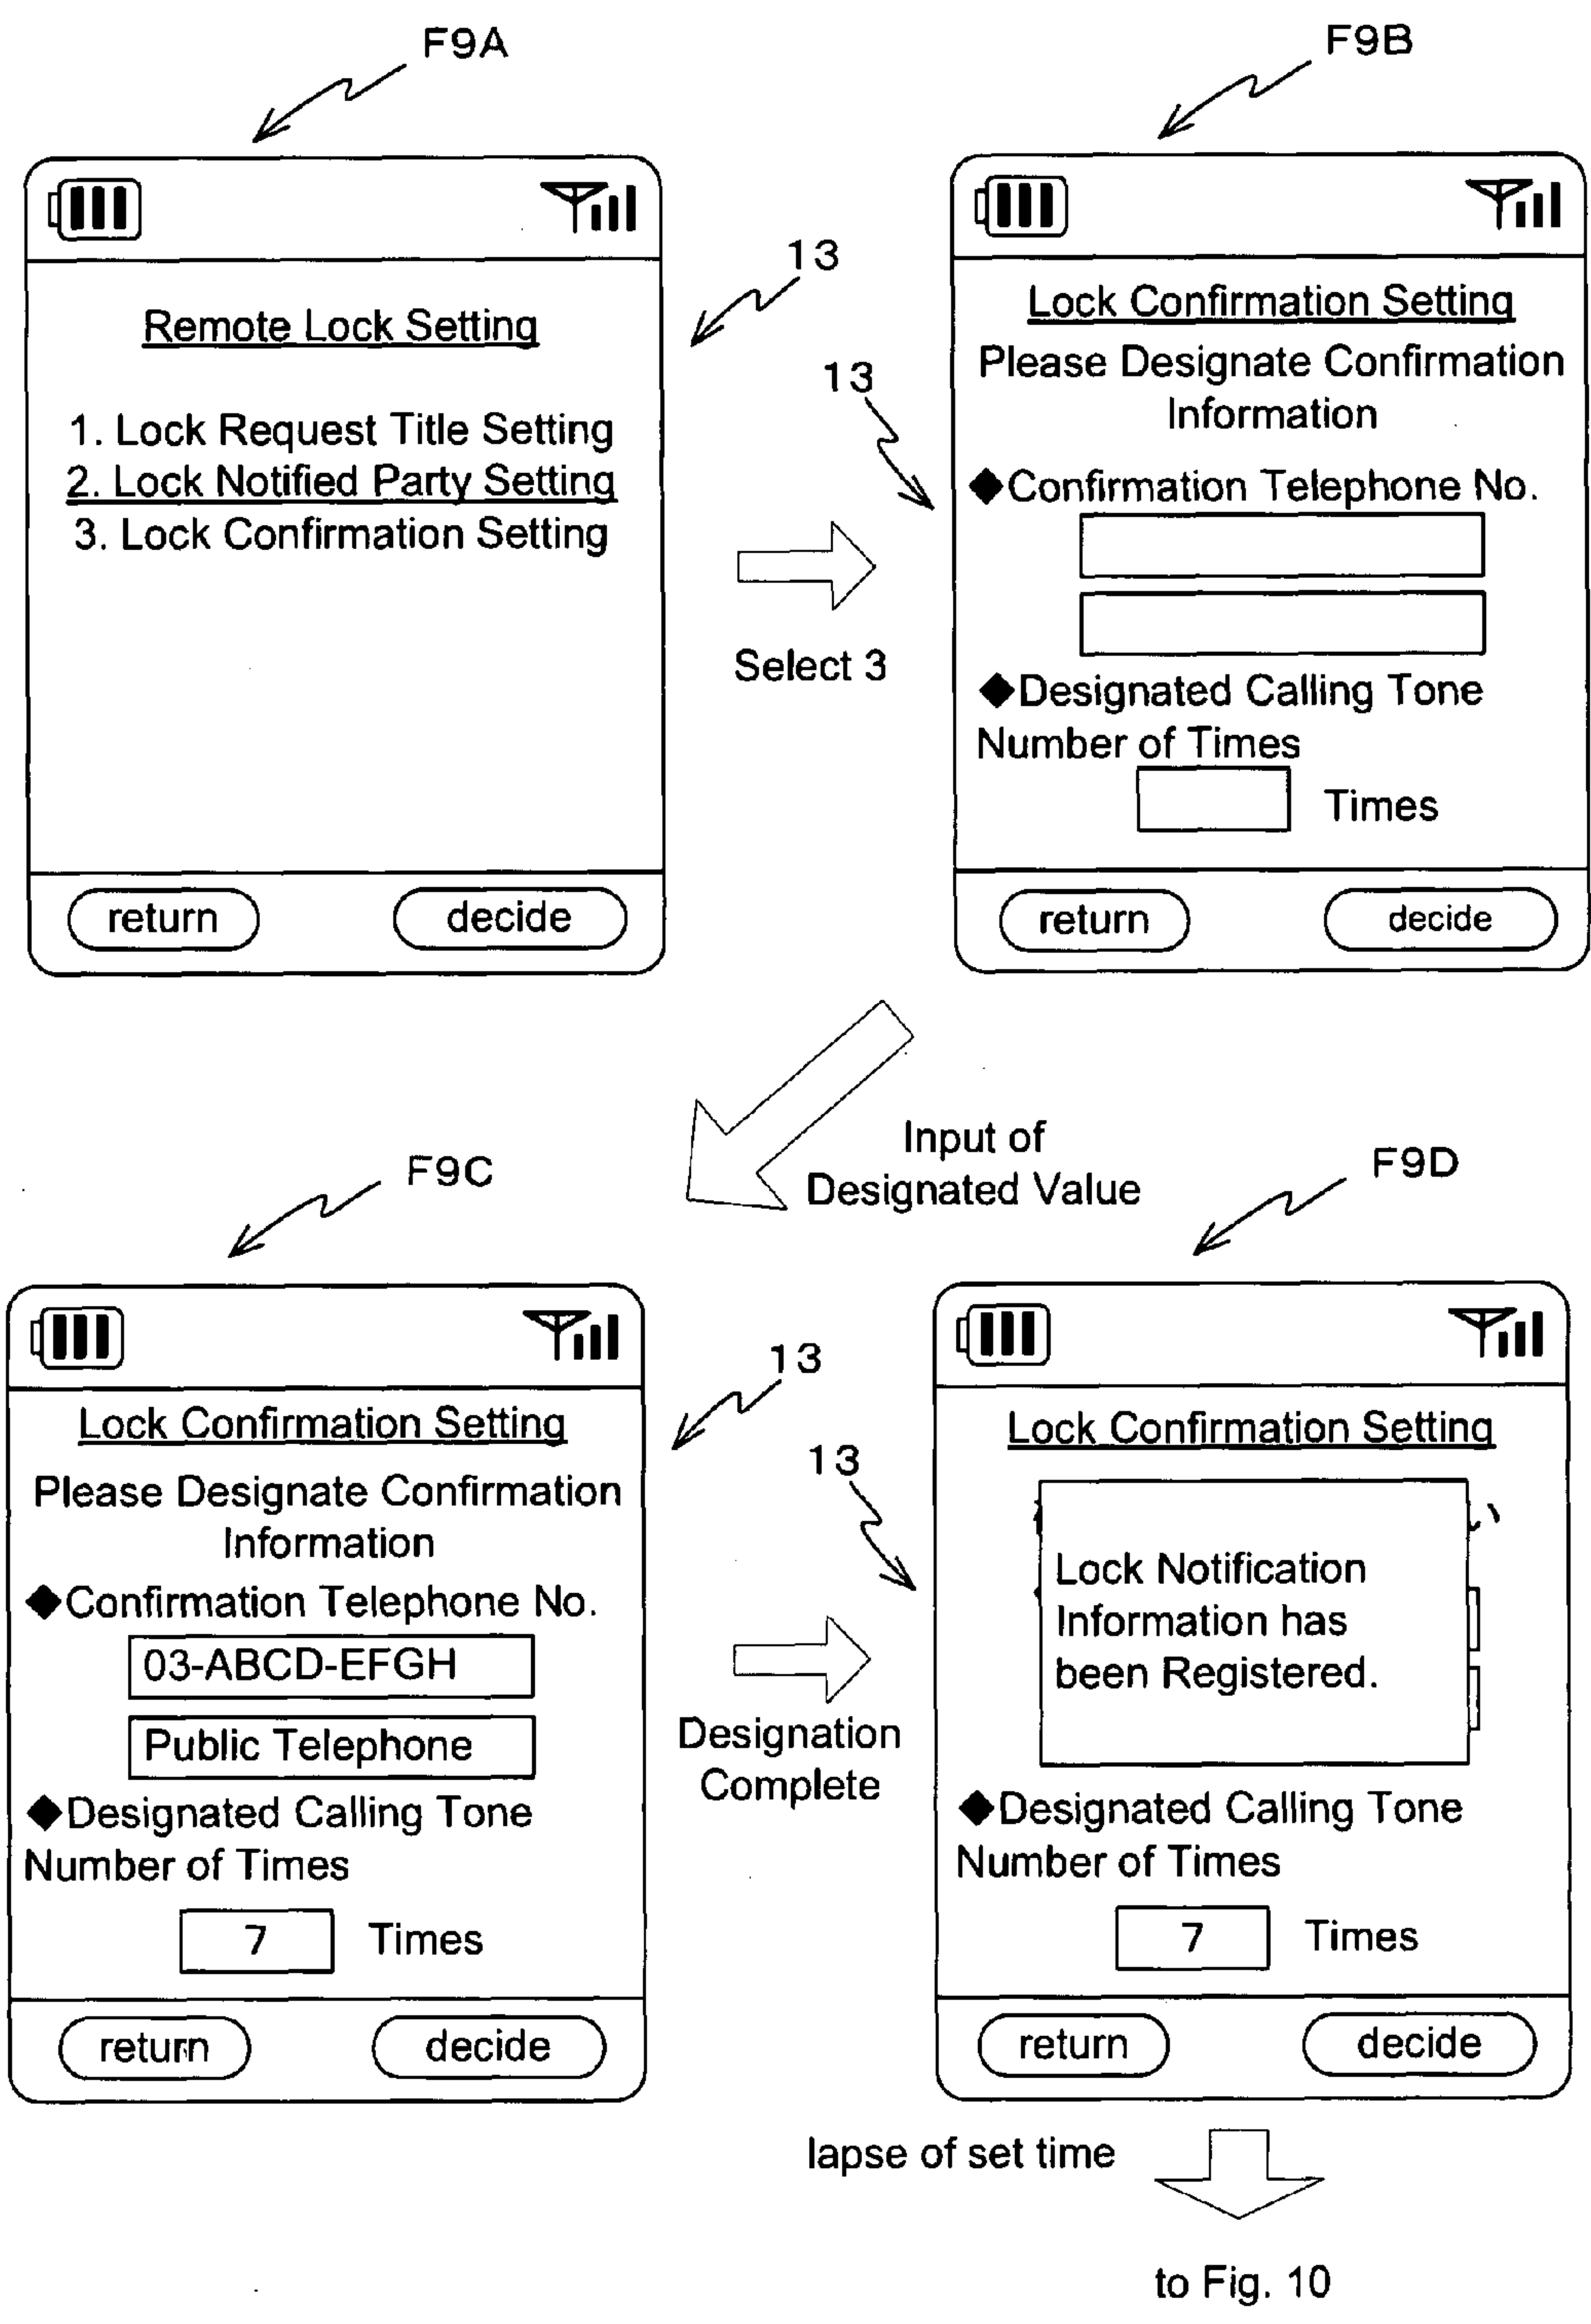 F9A
F9B
13
Remote Lock Setting
1. Lock Request Title Setting
2. Lock Notified Party Setting
3. Lock Confirmation Setting
return
decide
Select 3
13
Lock Confirmation Setting
Please Designate Confirmation
Information
◆Confirmation Telephone No.
◆Designated Calling Tone
Number of Times
Times
return
decide
Input of
Designated Value
F9C
F9D
13
Lock Confirmation Setting
Please Designate Confirmation
Information
◆Confirmation Telephone No.
03-ABCD-EFGH
Public Telephone
◆Designated Calling Tone
Number of Times
7 Times
return
decide
Designation
Complete
13
Lock Confirmation Setting
Lock Notification
Information has
been Registered.
◆Designated Calling Tone
Number of Times
7 Times
return
decide
lapse of set time
to Fig. 10